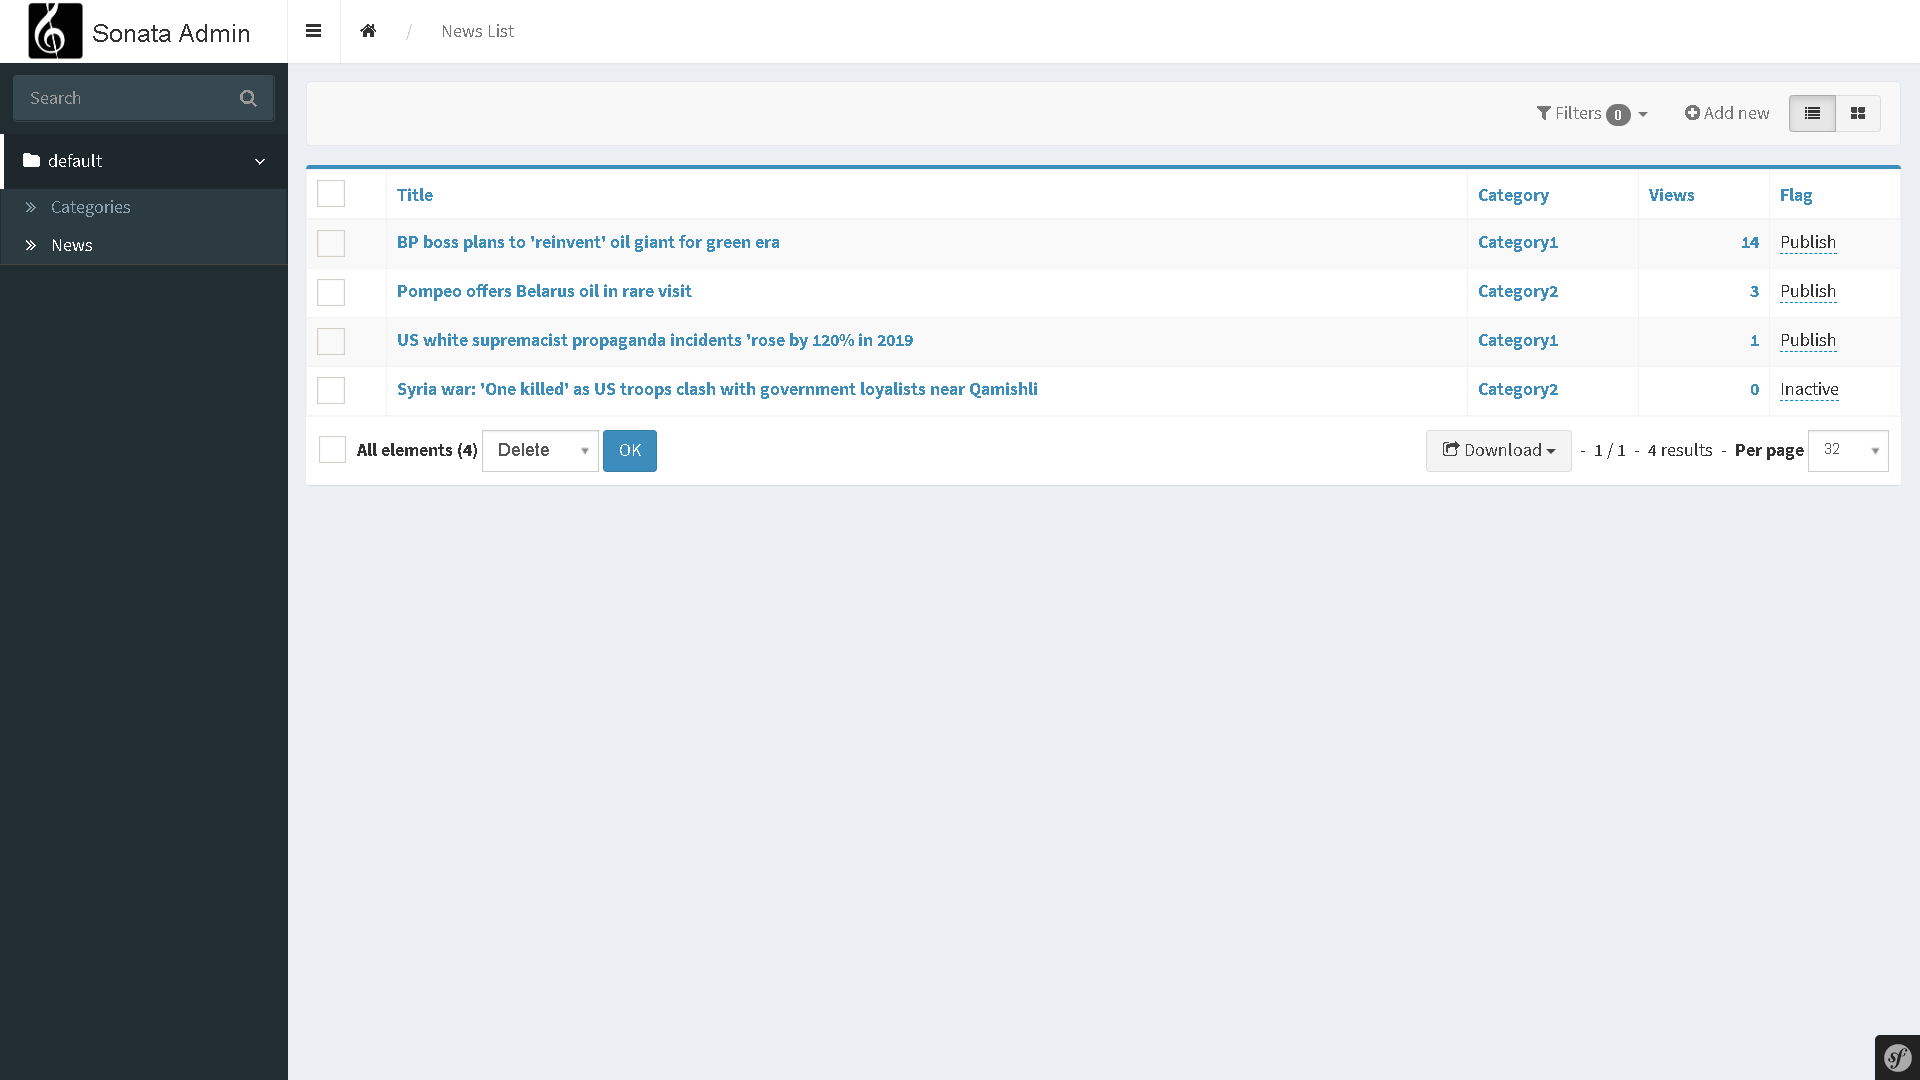 Sonata Admin
/ News List
Search
default
Categories
News
Filters 0
Add new
Title Category Views Flag
BP boss plans to ’reinvent’ oil giant for green era Category1 14 Publish
Pompeo offers Belarus oil in rare visit Category2 3 Publish
US white supremacist propaganda incidents ’rose by 120% in 2019 Category1 1 Publish
Syria war: ’One killed’ as US troops clash with government loyalists near Qamishli Category2 0 Inactive
All elements (4) Delete OK Download - 1 / 1 - 4 results - Per page 32
sf